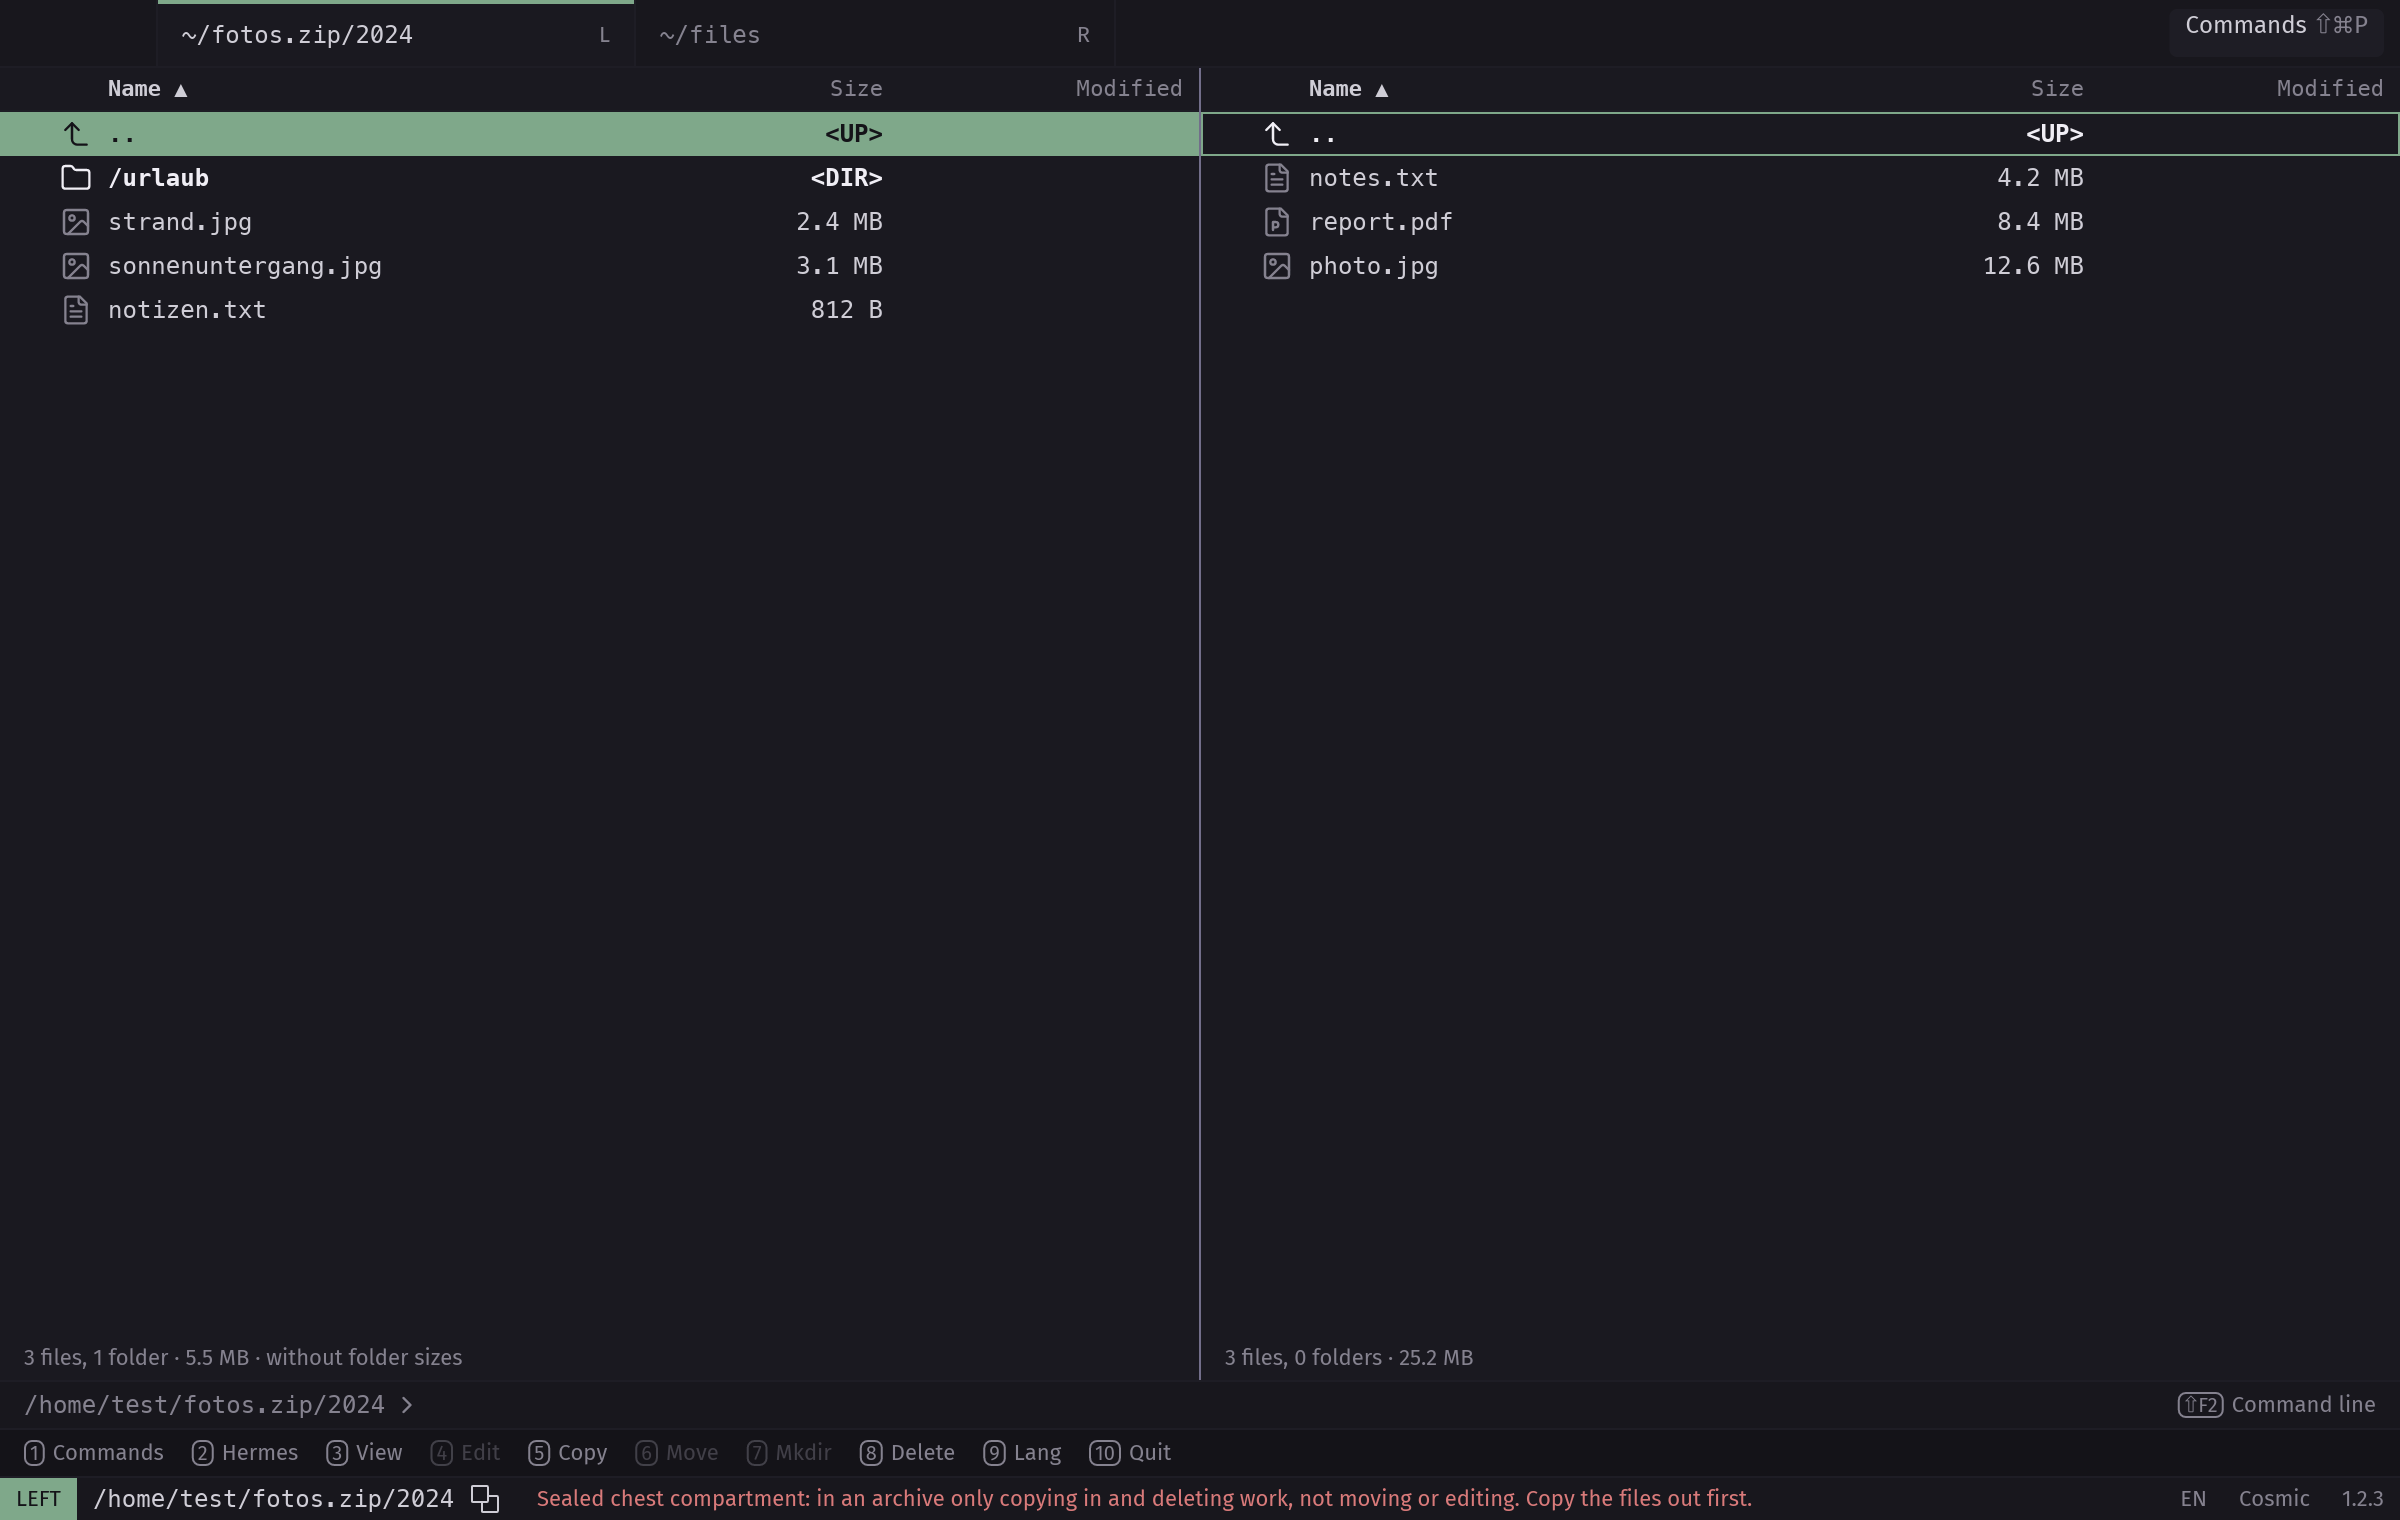 ~/fotos.zip/2024 L ~/files R Commands ⇧⌘P
Name ▲ Size Modified
.. <UP>
/urlaub <DIR>
strand.jpg 2.4 MB
sonnenuntergang.jpg 3.1 MB
notizen.txt 812 B
3 files, 1 folder · 5.5 MB · without folder sizes
Name ▲ Size Modified
.. <UP>
notes.txt 4.2 MB
report.pdf 8.4 MB
photo.jpg 12.6 MB
3 files, 0 folders · 25.2 MB
/home/test/fotos.zip/2024 > ⇧F2 Command line
1 Commands 2 Hermes 3 View 4 Edit 5 Copy 6 Move 7 Mkdir 8 Delete 9 Lang 10 Quit
LEFT /home/test/fotos.zip/2024 Sealed chest compartment: in an archive only copying in and deleting work, not moving or editing. Copy the files out first. EN Cosmic 1.2.3